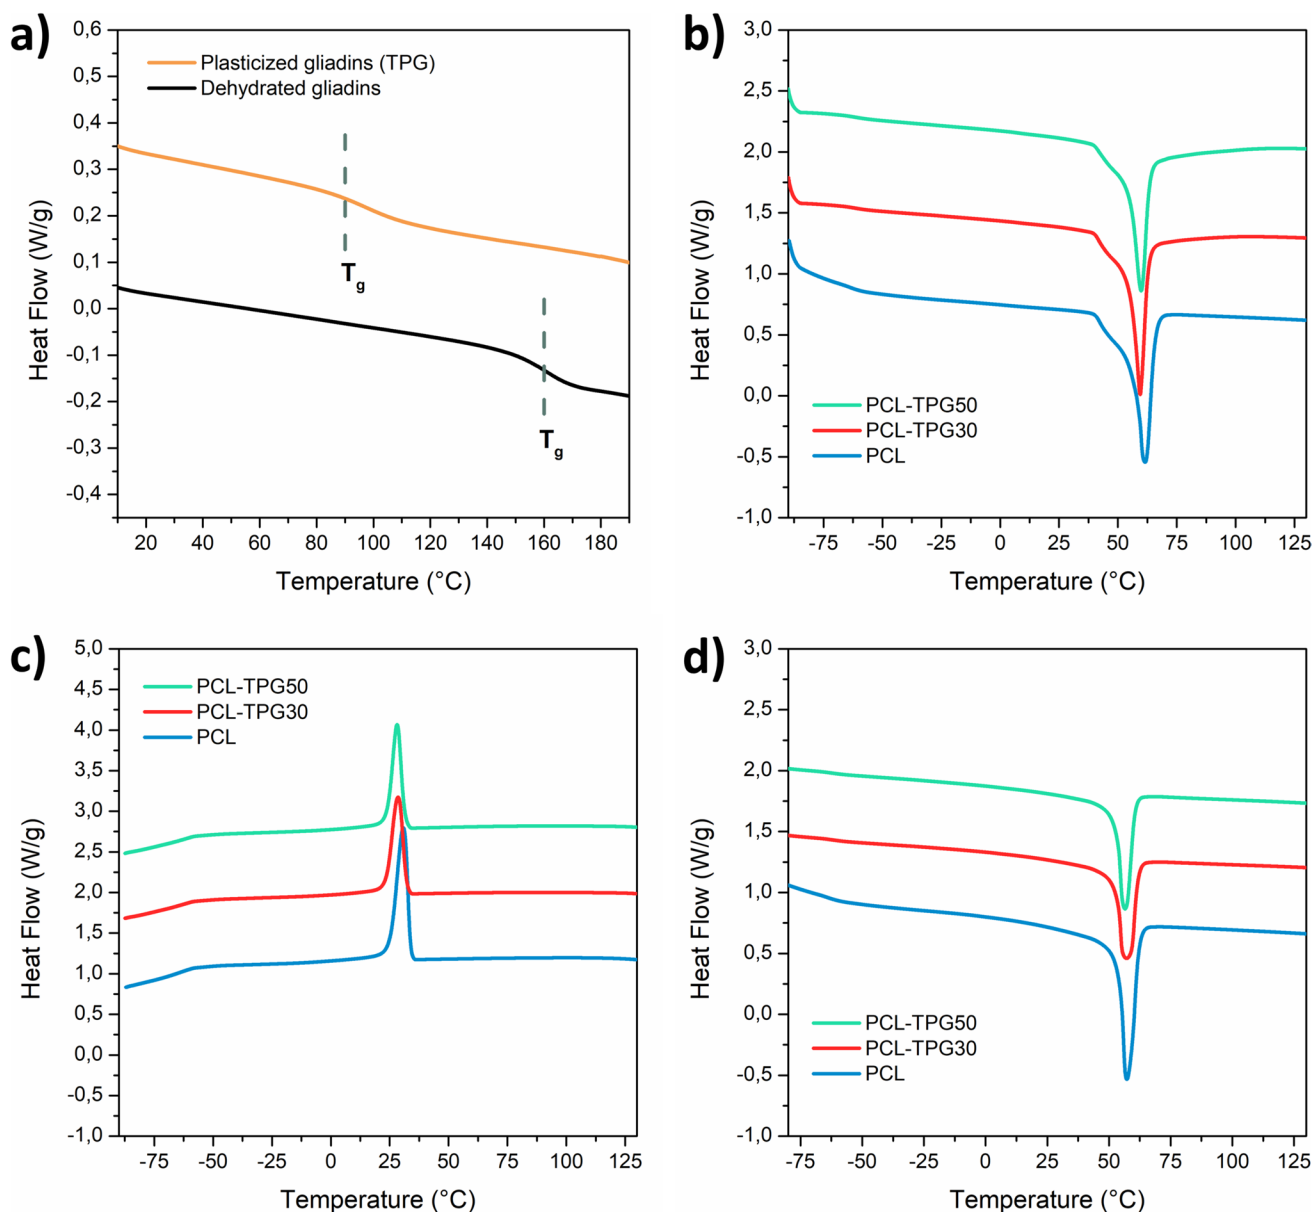 a)
0,6
0,5
0,4
0,3
0,2
0,1
0,0
-0,1
-0,2
-0,3
-0,4
Heat Flow (W/g)
Plasticized gliadins (TPG)
Dehydrated gliadins
Tg
Tg
20 40 60 80 100 120 140 160 180
Temperature (°C)
b)
3,0
2,5
2,0
1,5
1,0
0,5
0,0
-0,5
-1,0
Heat Flow (W/g)
PCL-TPG50
PCL-TPG30
PCL
-75 -50 -25 0 25 50 75 100 125
Temperature (°C)
c)
5,0
4,5
4,0
3,5
3,0
2,5
2,0
1,5
1,0
0,5
0,0
-0,5
-1,0
Heat Flow (W/g)
PCL-TPG50
PCL-TPG30
PCL
-75 -50 -25 0 25 50 75 100 125
Temperature (°C)
d)
3,0
2,5
2,0
1,5
1,0
0,5
0,0
-0,5
-1,0
Heat Flow (W/g)
PCL-TPG50
PCL-TPG30
PCL
-75 -50 -25 0 25 50 75 100 125
Temperature (°C)